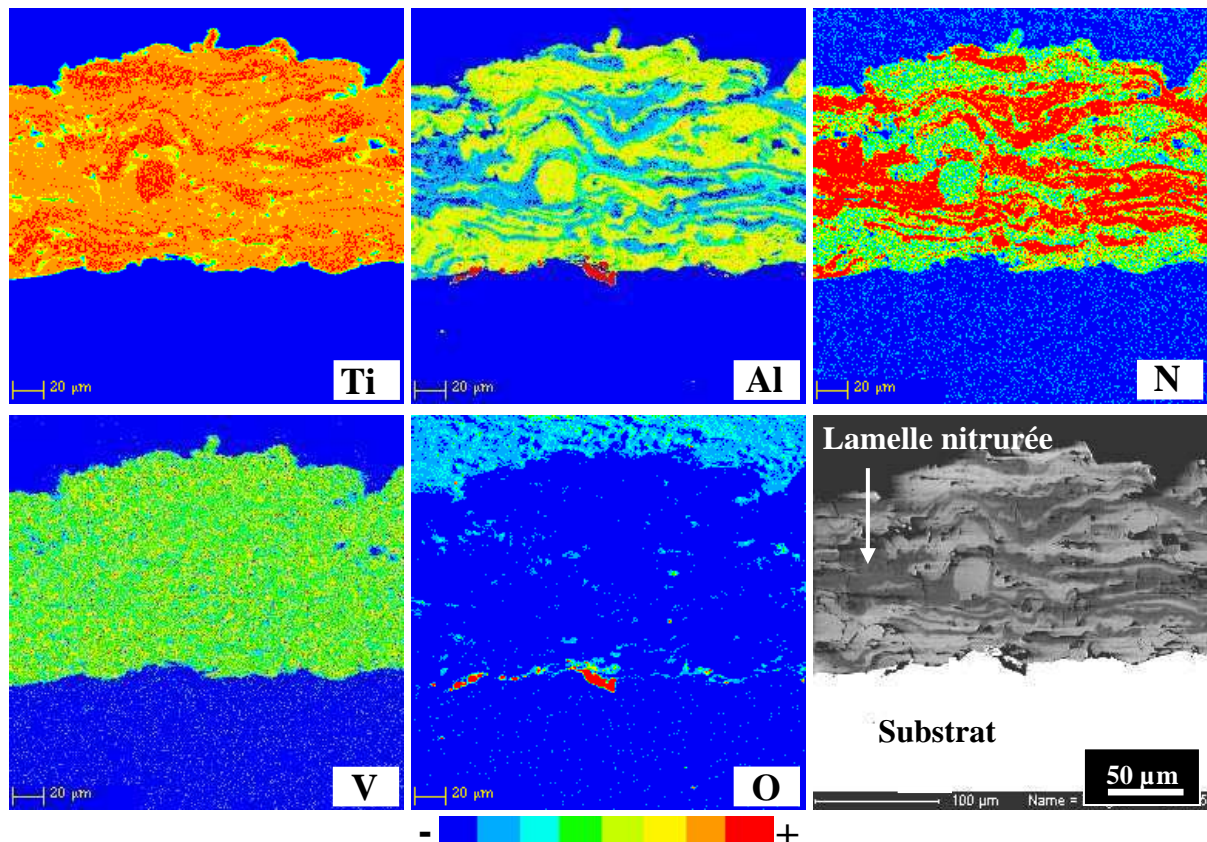 20 µm
Ti
20 µm
Al
20 µm
N
20 µm
V
20 µm
O
Lamelle nitrurée
Substrat
50 µm
100 µm Name =
- +